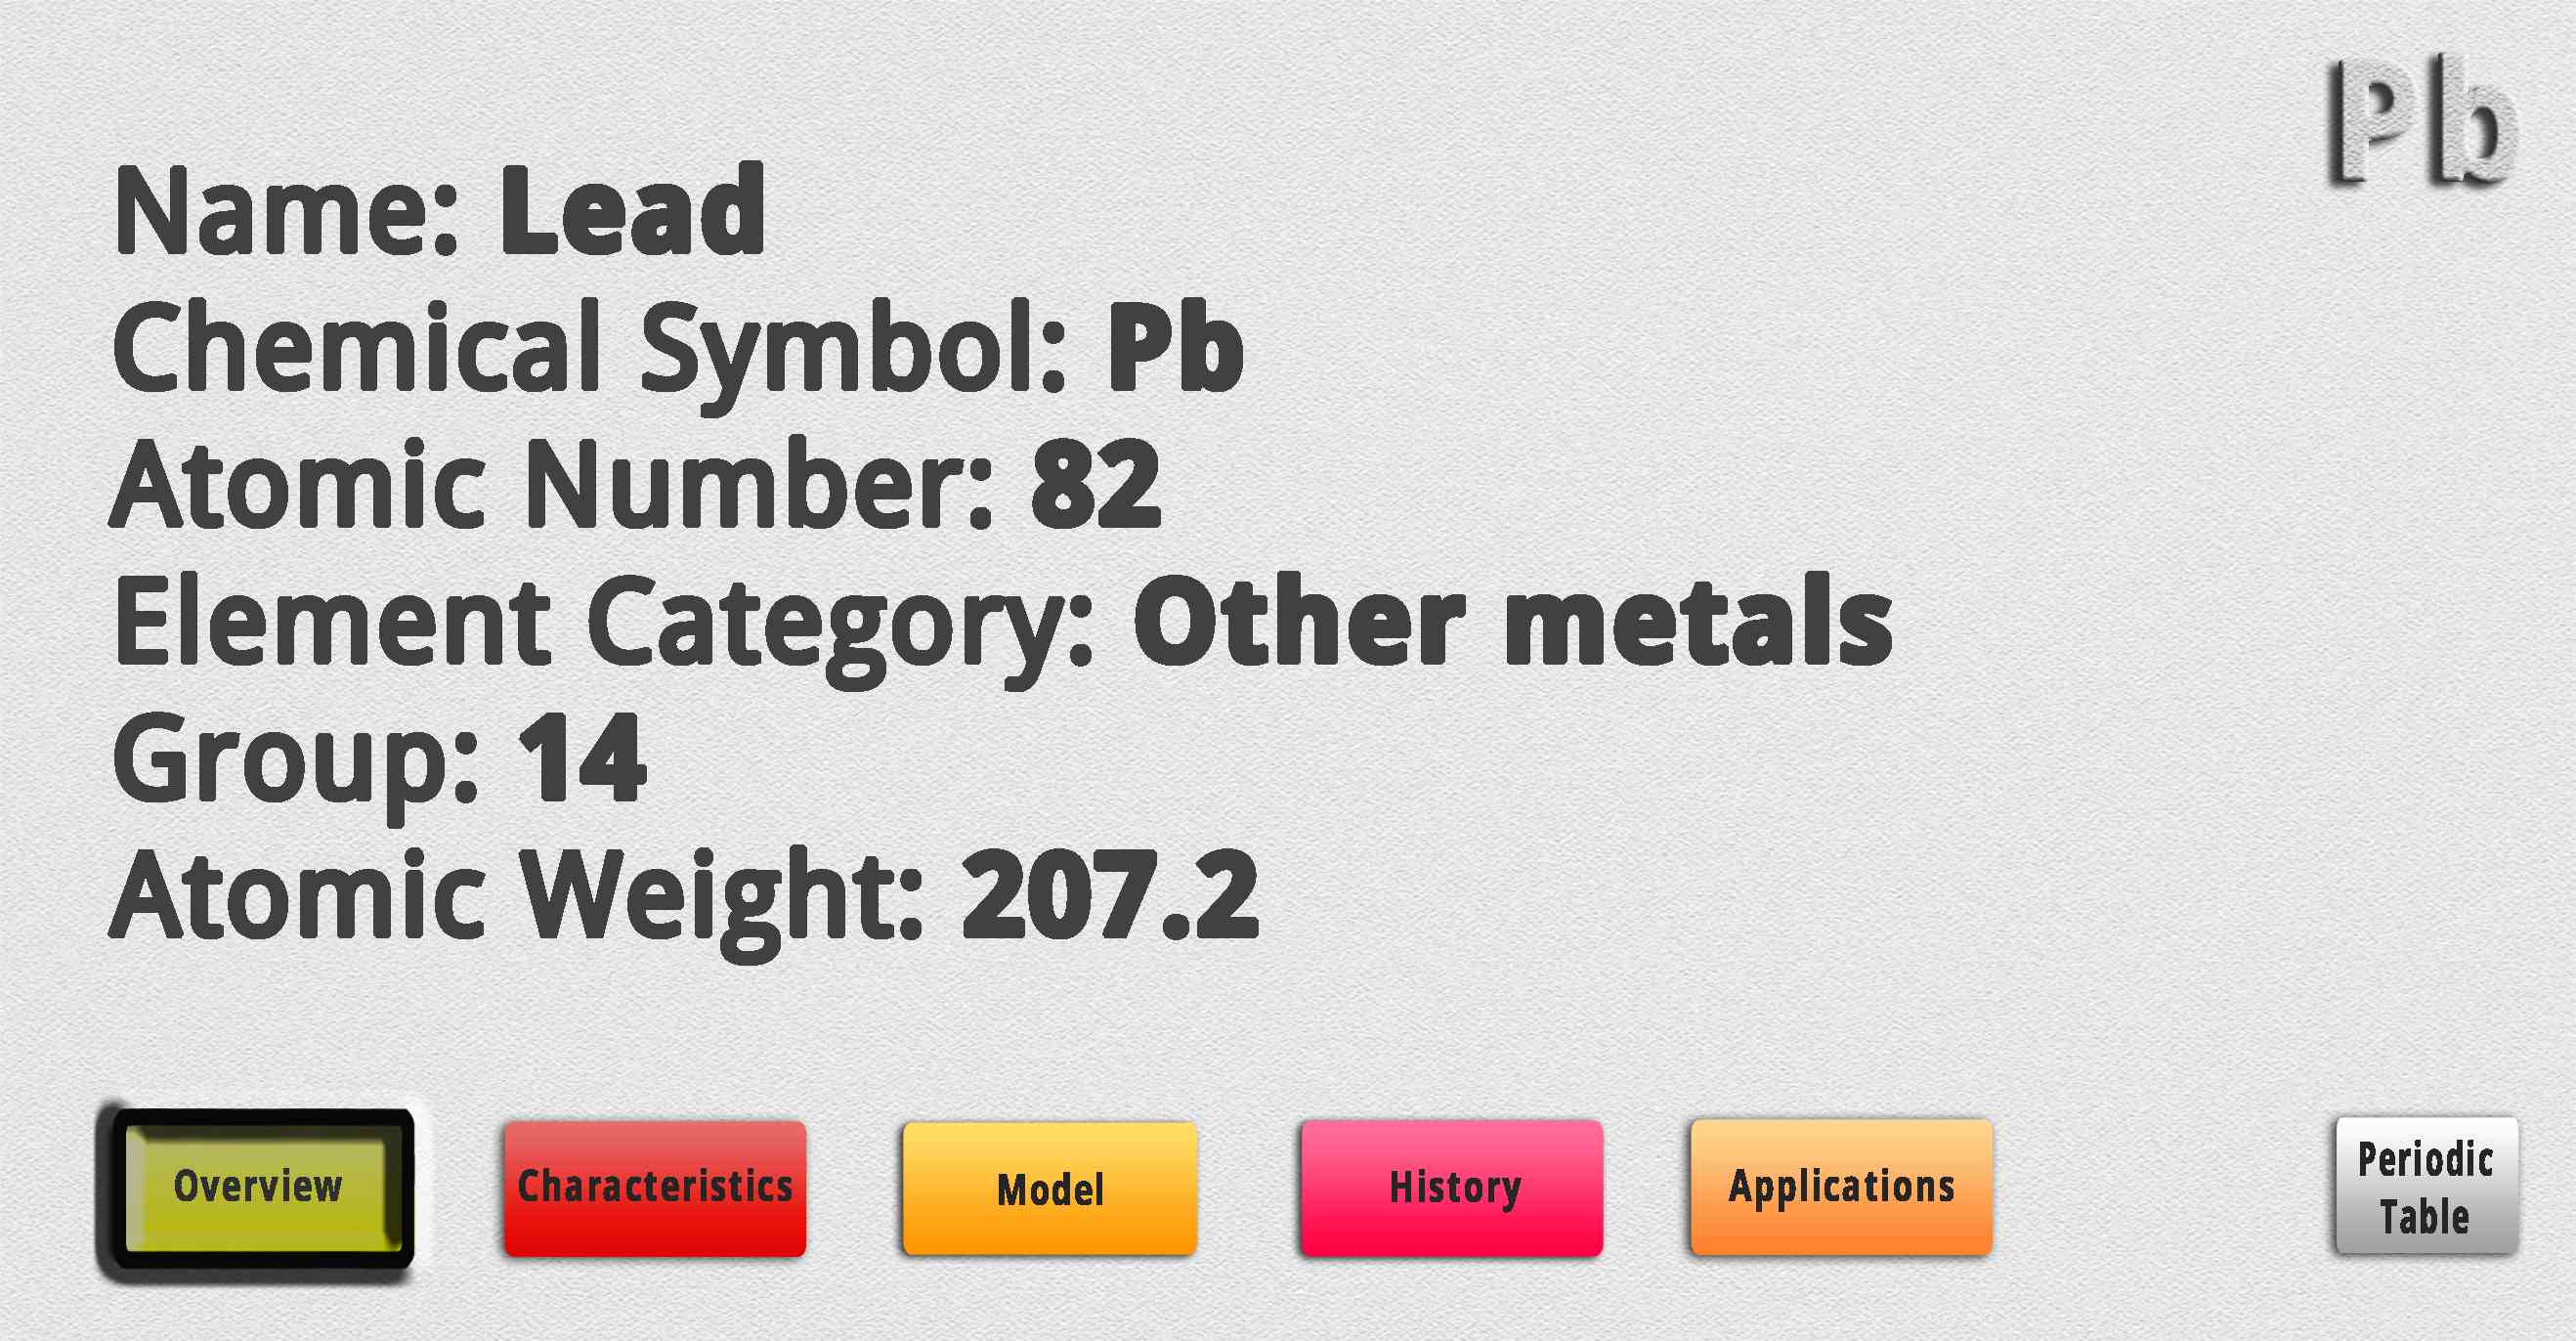 Pb
Name: Lead
Chemical Symbol: Pb
Atomic Number: 82
Element Category: Other metals
Group: 14
Atomic Weight: 207.2
Overview
Characteristics
Model
History
Applications
Periodic
Table